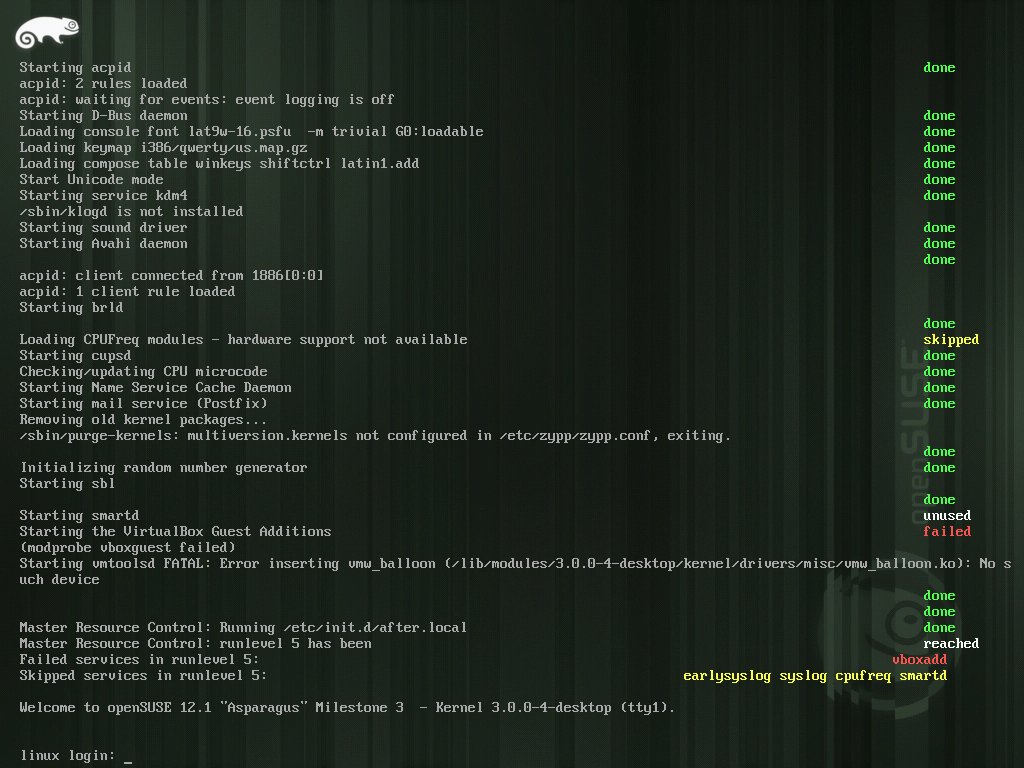 Starting acpid done
acpid: 2 rules loaded
acpid: waiting for events: event logging is off
Starting D-Bus daemon done
Loading console font lat9w-16.psfu  -m trivial G0:loadable done
Loading keymap i386/qwerty/us.map.gz done
Loading compose table winkeys shiftctrl latin1.add done
Start Unicode mode done
Starting service kdm4 done
/sbin/klogd is not installed
Starting sound driver done
Starting Avahi daemon done
done
acpid: client connected from 1886[0:0]
acpid: 1 client rule loaded
Starting brld
done
Loading CPUFreq modules - hardware support not available skipped
Starting cupsd done
Checking/updating CPU microcode done
Starting Name Service Cache Daemon done
Starting mail service (Postfix) done
Removing old kernel packages...
/sbin/purge-kernels: multiversion.kernels not configured in /etc/zypp/zypp.conf, exiting.
done
Initializing random number generator done
Starting sbl
done
Starting smartd unused
Starting the VirtualBox Guest Additions failed
(modprobe vboxguest failed)
Starting vmtoolsd FATAL: Error inserting vmw_balloon (/lib/modules/3.0.0-4-desktop/kernel/drivers/misc/vmw_balloon.ko): No s
uch device
done
done
Master Resource Control: Running /etc/init.d/after.local done
Master Resource Control: runlevel 5 has been reached
Failed services in runlevel 5: vboxadd
Skipped services in runlevel 5: earlysyslog syslog cpufreq smartd
Welcome to openSUSE 12.1 "Asparagus" Milestone 3  - Kernel 3.0.0-4-desktop (tty1).
linux login: _
openSUSE